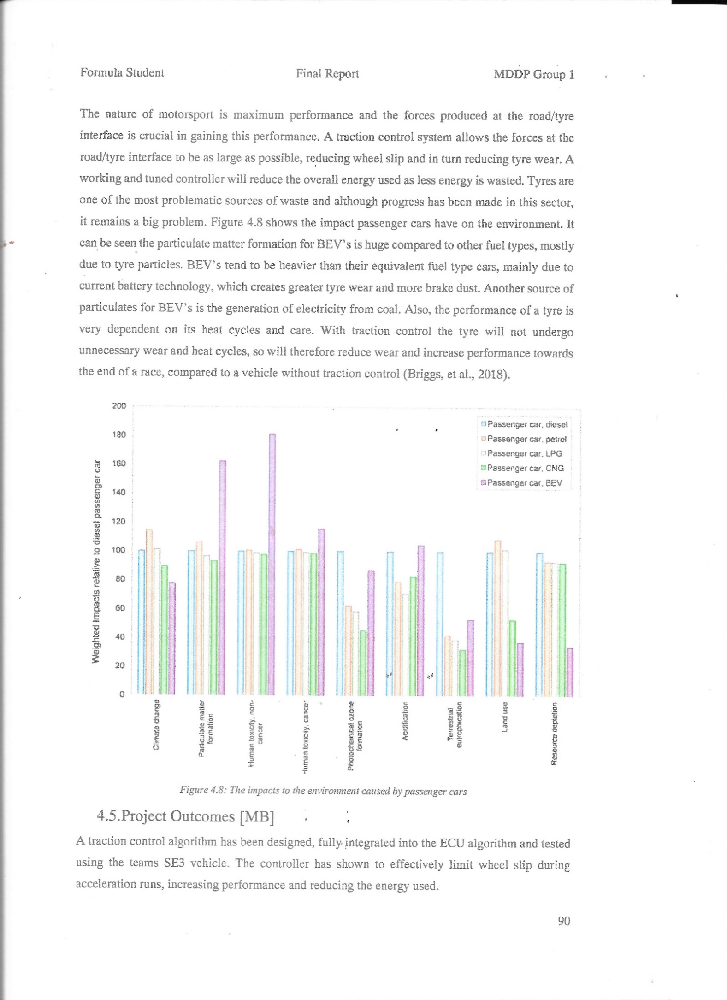 Formula Student Final Report MDDP Group 1
The nature of motorsport is maximum performance and the forces produced at the road/tyre
interface is crucial in gaining this performance. A traction control system allows the forces at the
road/tyre interface to be as large as possible, reducing wheel slip and in turn reducing tyre wear. A
working and tuned controller will reduce the overall energy used as less energy is wasted. Tyres are
one of the most problematic sources of waste and although progress has been made in this sector,
it remains a big problem. Figure 4.8 shows the impact passenger cars have on the environment. It
can be seen the particulate matter formation for BEV's is huge compared to other fuel types, mostly
due to tyre particles. BEV's tend to be heavier than their equivalent fuel type cars, mainly due to
current battery technology, which creates greater tyre wear and more brake dust. Another source of
particulates for BEV's is the generation of electricity from coal. Also, the performance of a tyre is
very dependent on its heat cycles and care. With traction control the tyre will not undergo
unnecessary wear and heat cycles, so will therefore reduce wear and increase performance towards
the end of a race, compared to a vehicle without traction control (Briggs, et al., 2018).
Weighted Impacts relative to diesel passenger car
200
180
160
140
120
100
80
60
40
20
0
Passenger car, diesel
Passenger car, petrol
Passenger car, LPG
Passenger car, CNG
Passenger car, BEV
Climate change
Particulate matter
formation
Human toxicity, non-
cancer
Human toxicity, cancer
Photochemical ozone
formation
Acidification
Terrestrial
eutrophication
Land use
Resource depletion
Figure 4.8: The impacts to the environment caused by passenger cars
4.5.Project Outcomes [MB]
A traction control algorithm has been designed, fully integrated into the ECU algorithm and tested
using the teams SE3 vehicle. The controller has shown to effectively limit wheel slip during
acceleration runs, increasing performance and reducing the energy used.
90